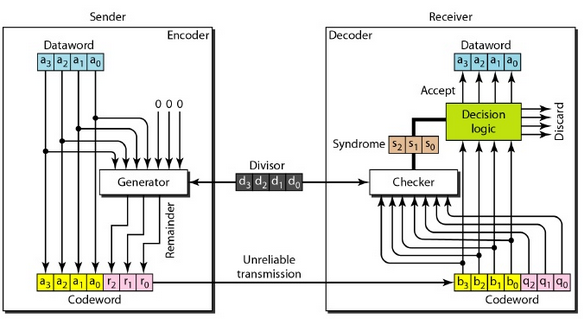 Sender
Receiver
Encoder
Decoder
Dataword
a3 a2 a1 a0
0 0 0
Generator
Remainder
a3 a2 a1 a0 r2 r1 r0
Codeword
Divisor
d3 d2 d1 d0
Unreliable
transmission
Dataword
a3 a2 a1 a0
Accept
Decision
logic
Discard
Syndrome
s2 s1 s0
Checker
b3 b2 b1 b0 q2 q1 q0
Codeword